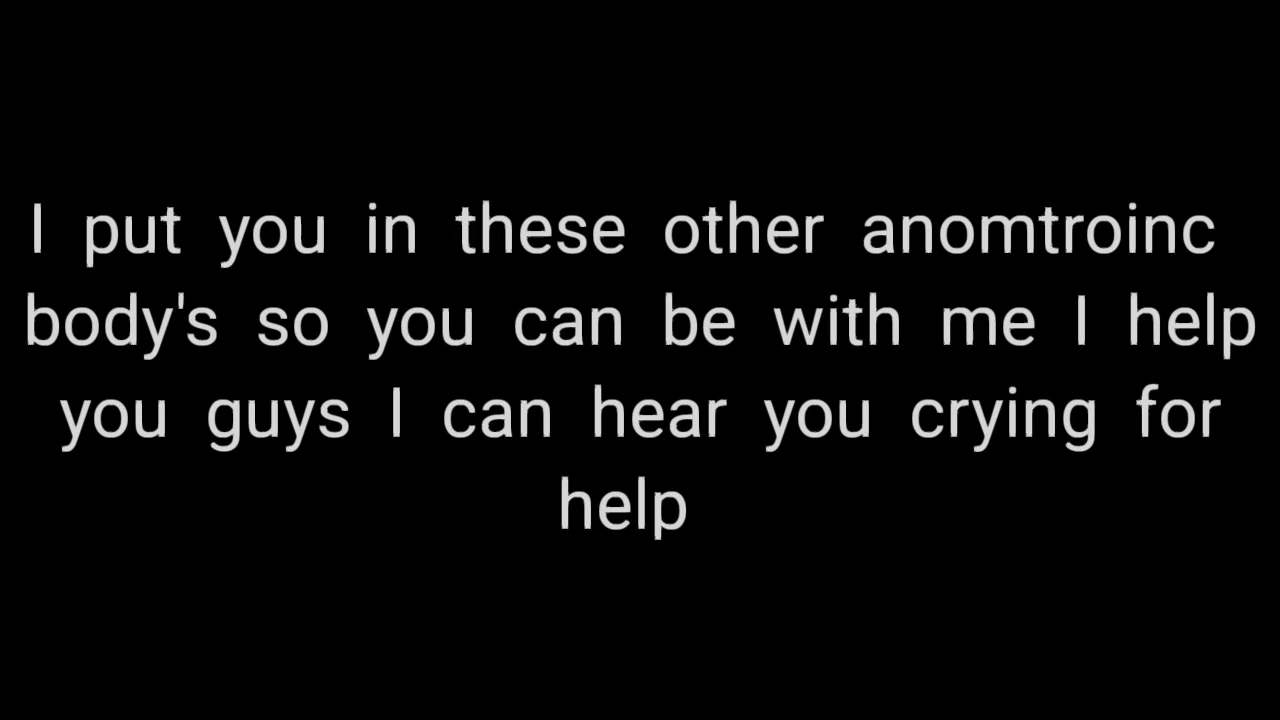 I put you in these other anomtroinc
body's so you can be with me I help
you guys I can hear you crying for
help